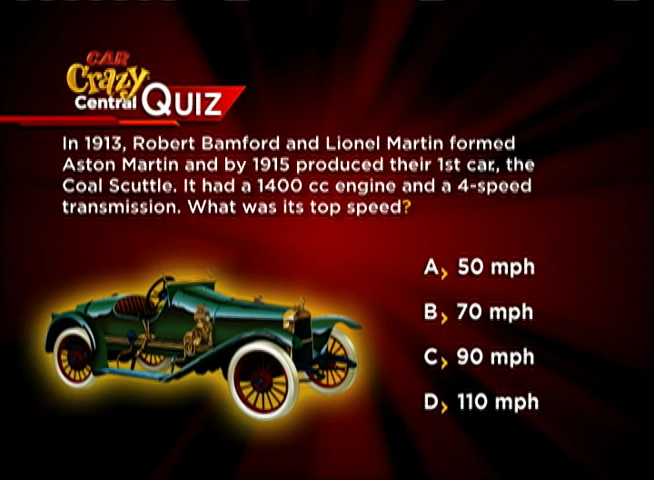 CAR
Crazy
Central QUIZ
In 1913, Robert Bamford and Lionel Martin formed
Aston Martin and by 1915 produced their 1st car, the
Coal Scuttle. It had a 1400 cc engine and a 4-speed
transmission. What was its top speed?
A› 50 mph
B› 70 mph
C› 90 mph
D› 110 mph